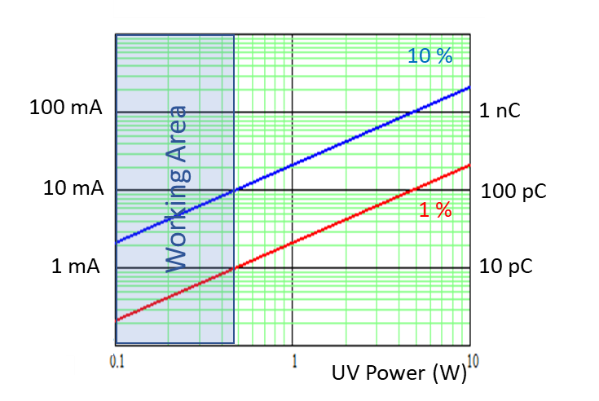 10 %
100 mA
1 nC
Working Area
10 mA
100 pC
1 %
1 mA
10 pC
0.1
1
10
UV Power (W)